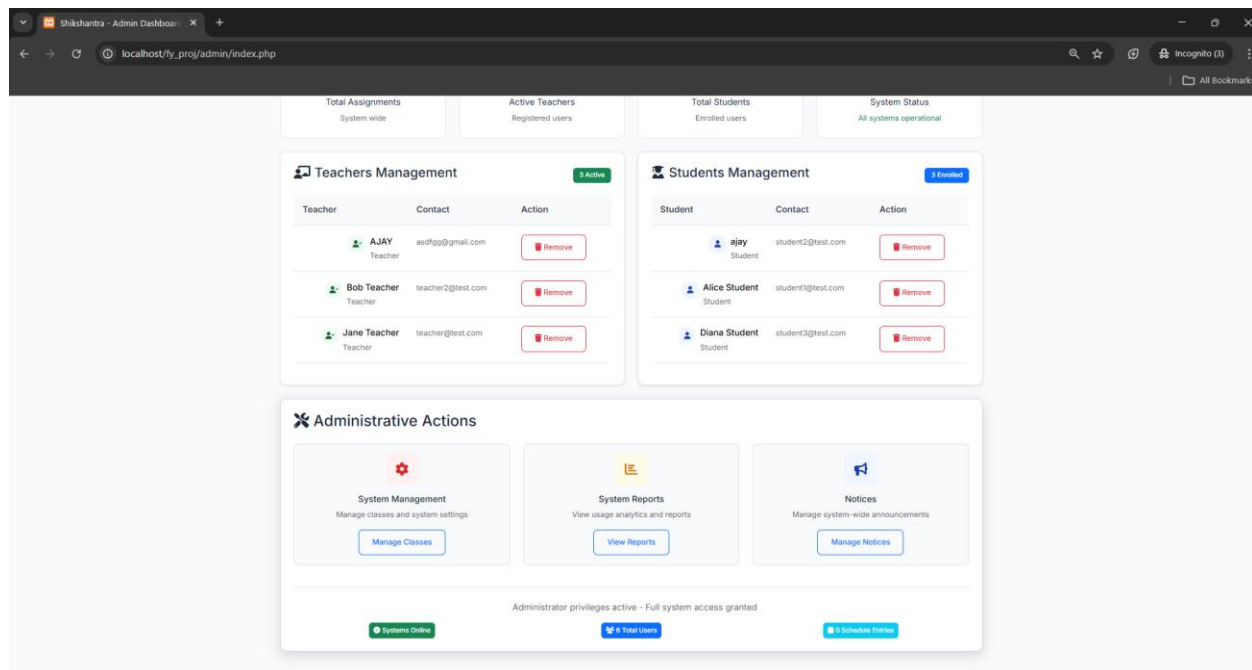 Shikshantra - Admin Dashboar
localhost/fy_proj/admin/index.php
Incognito (3)
All Bookmarks
Total Assignments
System wide
Active Teachers
Registered users
Total Students
Enrolled users
System Status
All systems operational
Teachers Management
3 Active
Teacher Contact Action
AJAY asdfgg@gmail.com Remove
Teacher
Bob Teacher teacher2@test.com Remove
Teacher
Jane Teacher teacher@test.com Remove
Teacher
Students Management
3 Enrolled
Student Contact Action
ajay student2@test.com Remove
Student
Alice Student student1@test.com Remove
Student
Diana Student student3@test.com Remove
Student
Administrative Actions
System Management
Manage classes and system settings
Manage Classes
System Reports
View usage analytics and reports
View Reports
Notices
Manage system-wide announcements
Manage Notices
Administrator privileges active - Full system access granted
Systems Online
6 Total Users
0 Schedule Entries